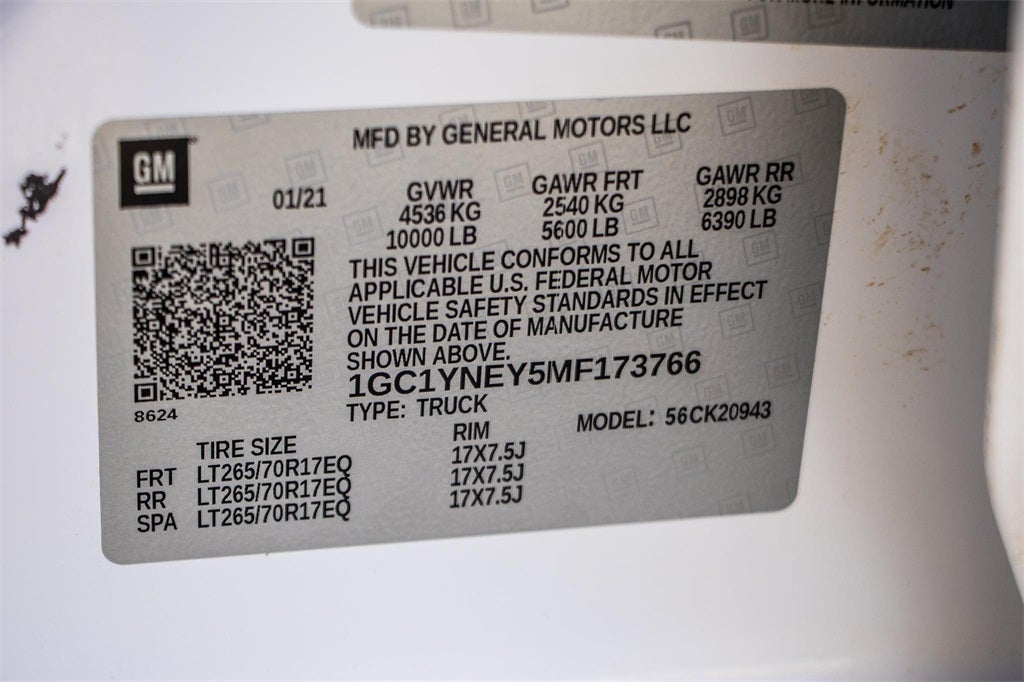 FOR MORE INFORMATION
MFD BY GENERAL MOTORS LLC
GM
01/21
GVWR
4536 KG
10000 LB
GAWR FRT
2540 KG
5600 LB
GAWR RR
2898 KG
6390 LB
THIS VEHICLE CONFORMS TO ALL
APPLICABLE U.S. FEDERAL MOTOR
VEHICLE SAFETY STANDARDS IN EFFECT
ON THE DATE OF MANUFACTURE
SHOWN ABOVE.
1GC1YNEY5MF173766
8624
TYPE: TRUCK
MODEL: 56CK20943
TIRE SIZE RIM
FRT LT265/70R17EQ 17X7.5J
RR LT265/70R17EQ 17X7.5J
SPA LT265/70R17EQ 17X7.5J